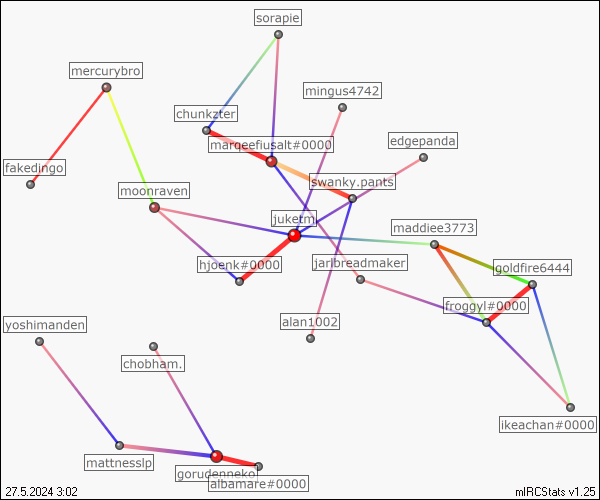 sorapie
mercurybro
mingus4742
chunkzter
marqeefiusalt#0000
edgepanda
fakedingo
swanky.pants
moonraven
juketm
maddiee3773
hjoenk#0000
jaribreadmaker
goldfire6444
froggyl#0000
yoshimanden
alan1002
chobham.
ikeachan#0000
mattnesslp
gorudenneko
albamare#0000
27.5.2024 3:02
mIRCStats v1.25